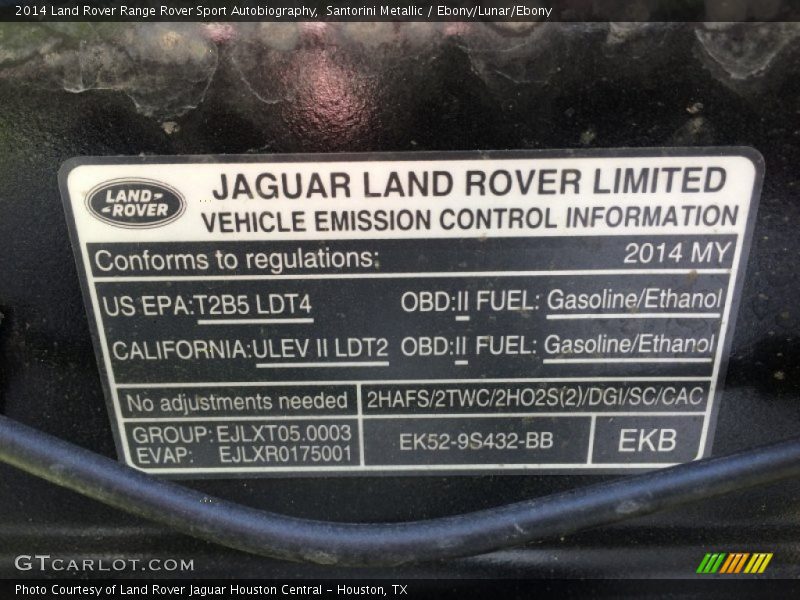 2014 Land Rover Range Rover Sport Autobiography, Santorini Metallic / Ebony/Lunar/Ebony
LAND-
-ROVER
JAGUAR LAND ROVER LIMITED
VEHICLE EMISSION CONTROL INFORMATION
Conforms to regulations: 2014 MY
US EPA:T2B5 LDT4 OBD:II FUEL: Gasoline/Ethanol
CALIFORNIA:ULEV II LDT2 OBD:II FUEL: Gasoline/Ethanol
No adjustments needed 2HAFS/2TWC/2HO2S(2)/DGI/SC/CAC
GROUP: EJLXT05.0003
EVAP: EJLXR0175001
EK52-9S432-BB
EKB
GTCARLOT.COM
Photo Courtesy of Land Rover Jaguar Houston Central - Houston, TX